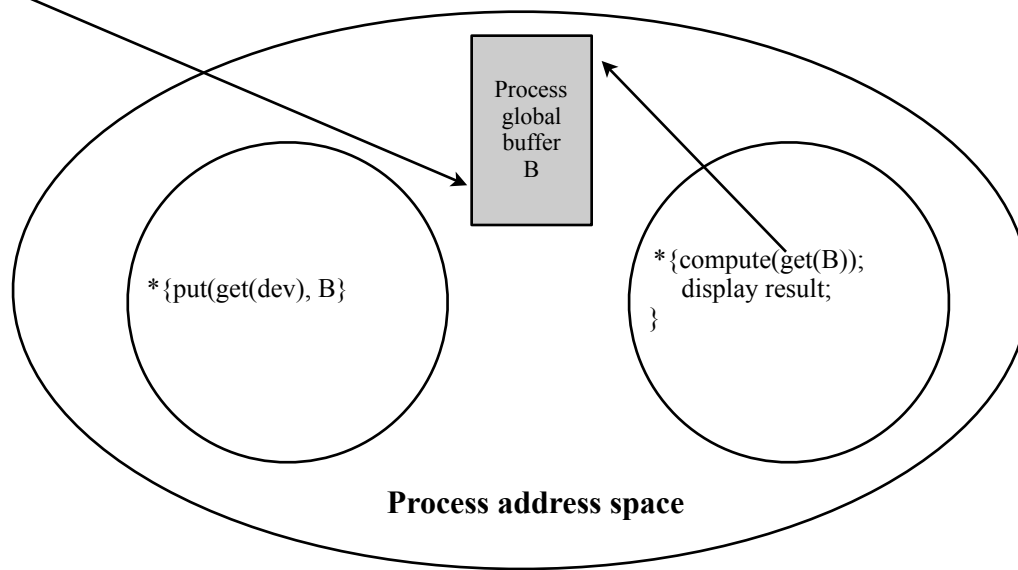 Process
global
buffer
B
*{put(get(dev), B}
*{compute(get(B));
display result;
}
Process address space